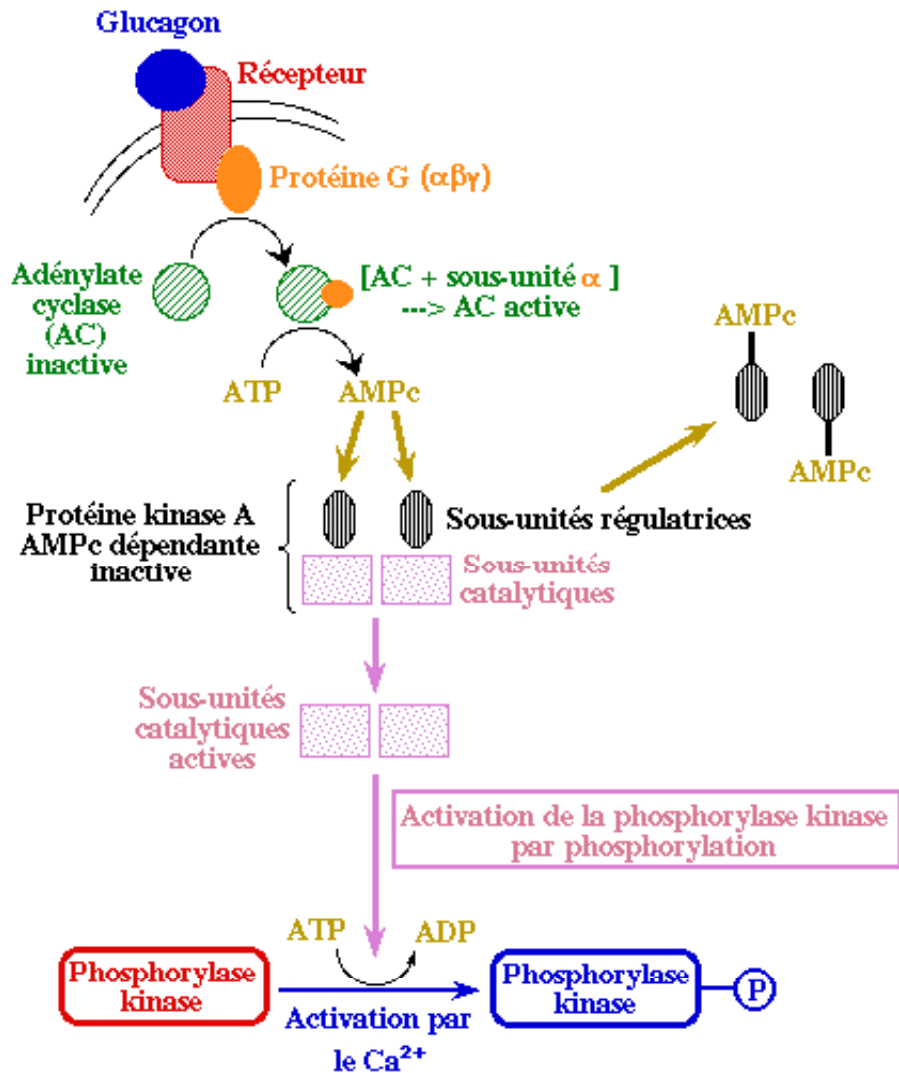 Glucagon
Récepteur
Protéine G (αβγ)
Adénylate
cyclase
(AC)
inactive
[AC + sous-unité α ]
---> AC active
ATP
AMPc
AMPc
AMPc
Protéine kinase A
AMPc dépendante
inactive
Sous-unités régulatrices
Sous-unités
catalytiques
Sous-unités
catalytiques
actives
Activation de la phosphorylase kinase
par phosphorylation
ATP
ADP
Phosphorylase
kinase
Activation par
le Ca²⁺
Phosphorylase
kinase
P